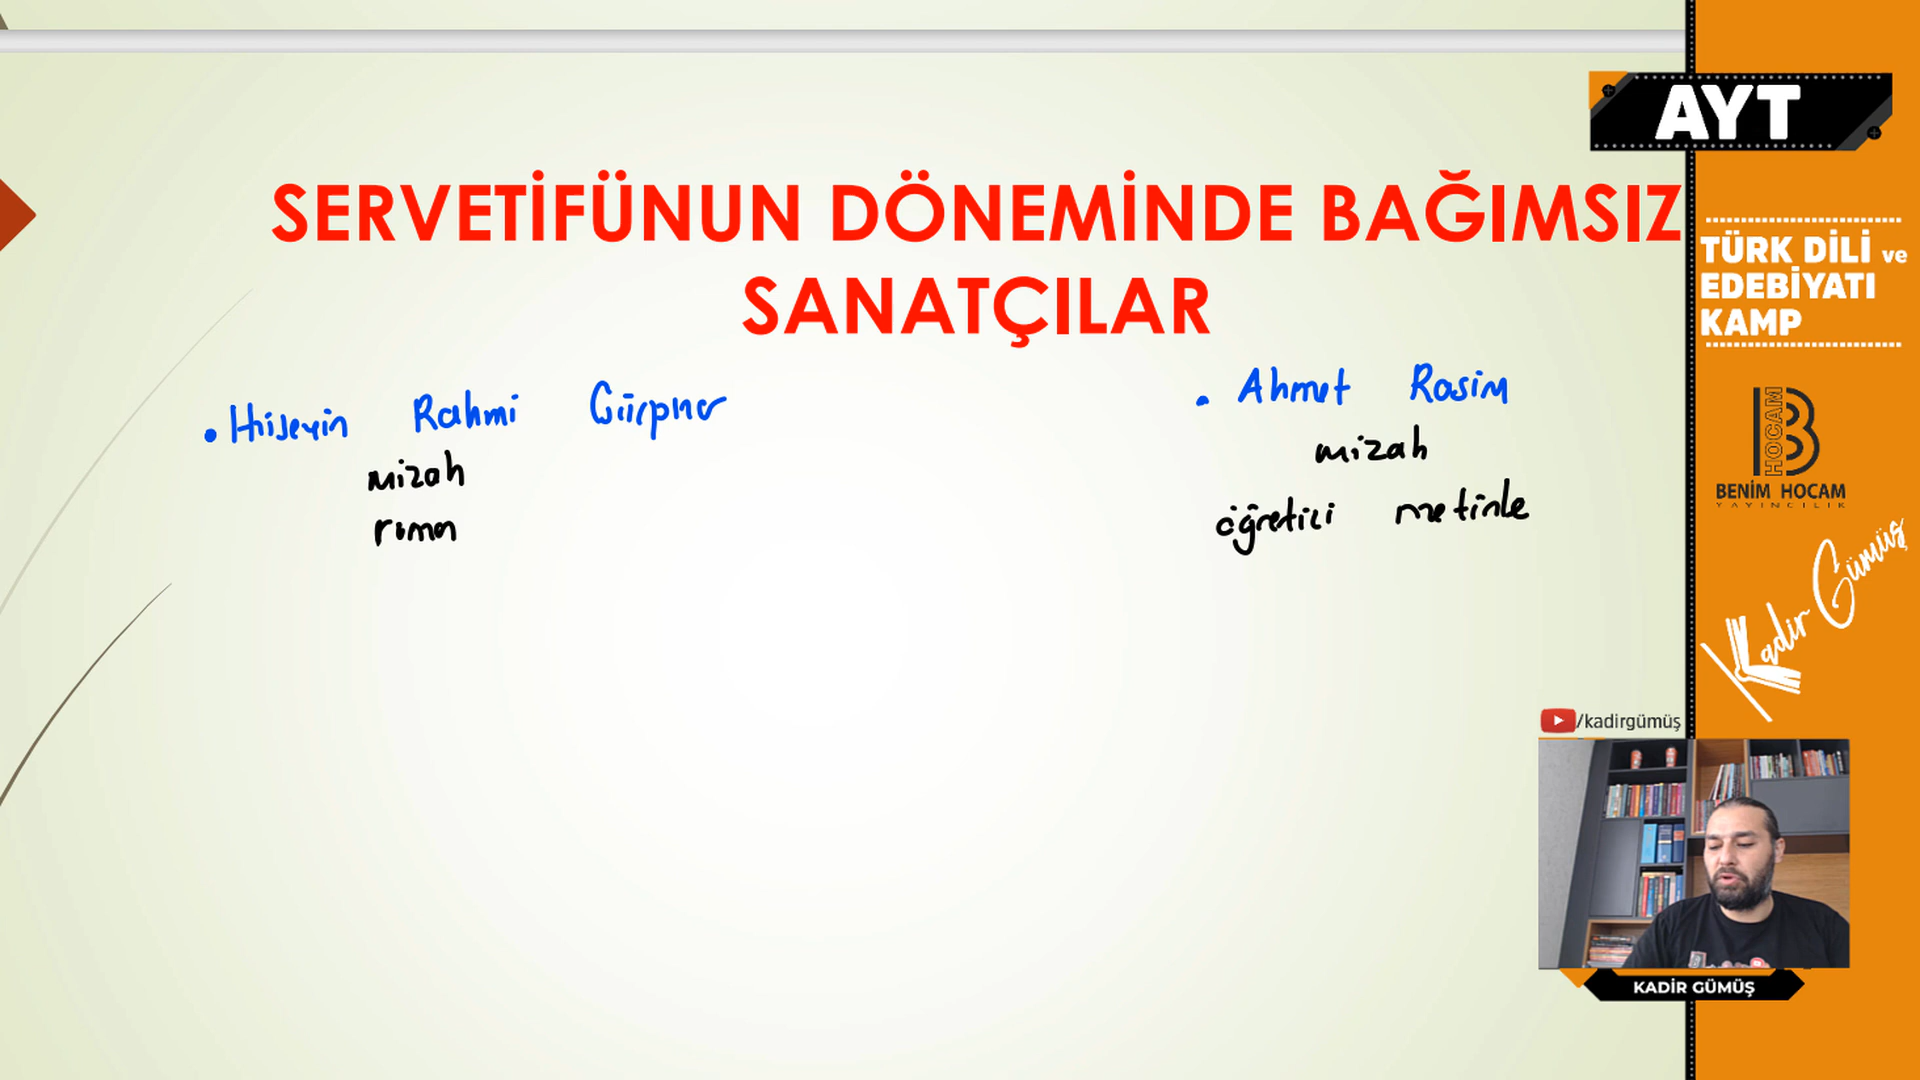 AYT
SERVETİFÜNUN DÖNEMİNDE BAĞIMSIZ
SANATÇILAR
TÜRK DİLİ ve
EDEBİYATI
KAMP
• Hüseyin Rahmi Gürpınar
mizah
roman
• Ahmet Rasim
mizah
öğretici metinle
HOCAM
B
BENİM HOCAM
YAYINCILIK
Kadir Gümüş
/kadirgümüş
KADİR GÜMÜŞ